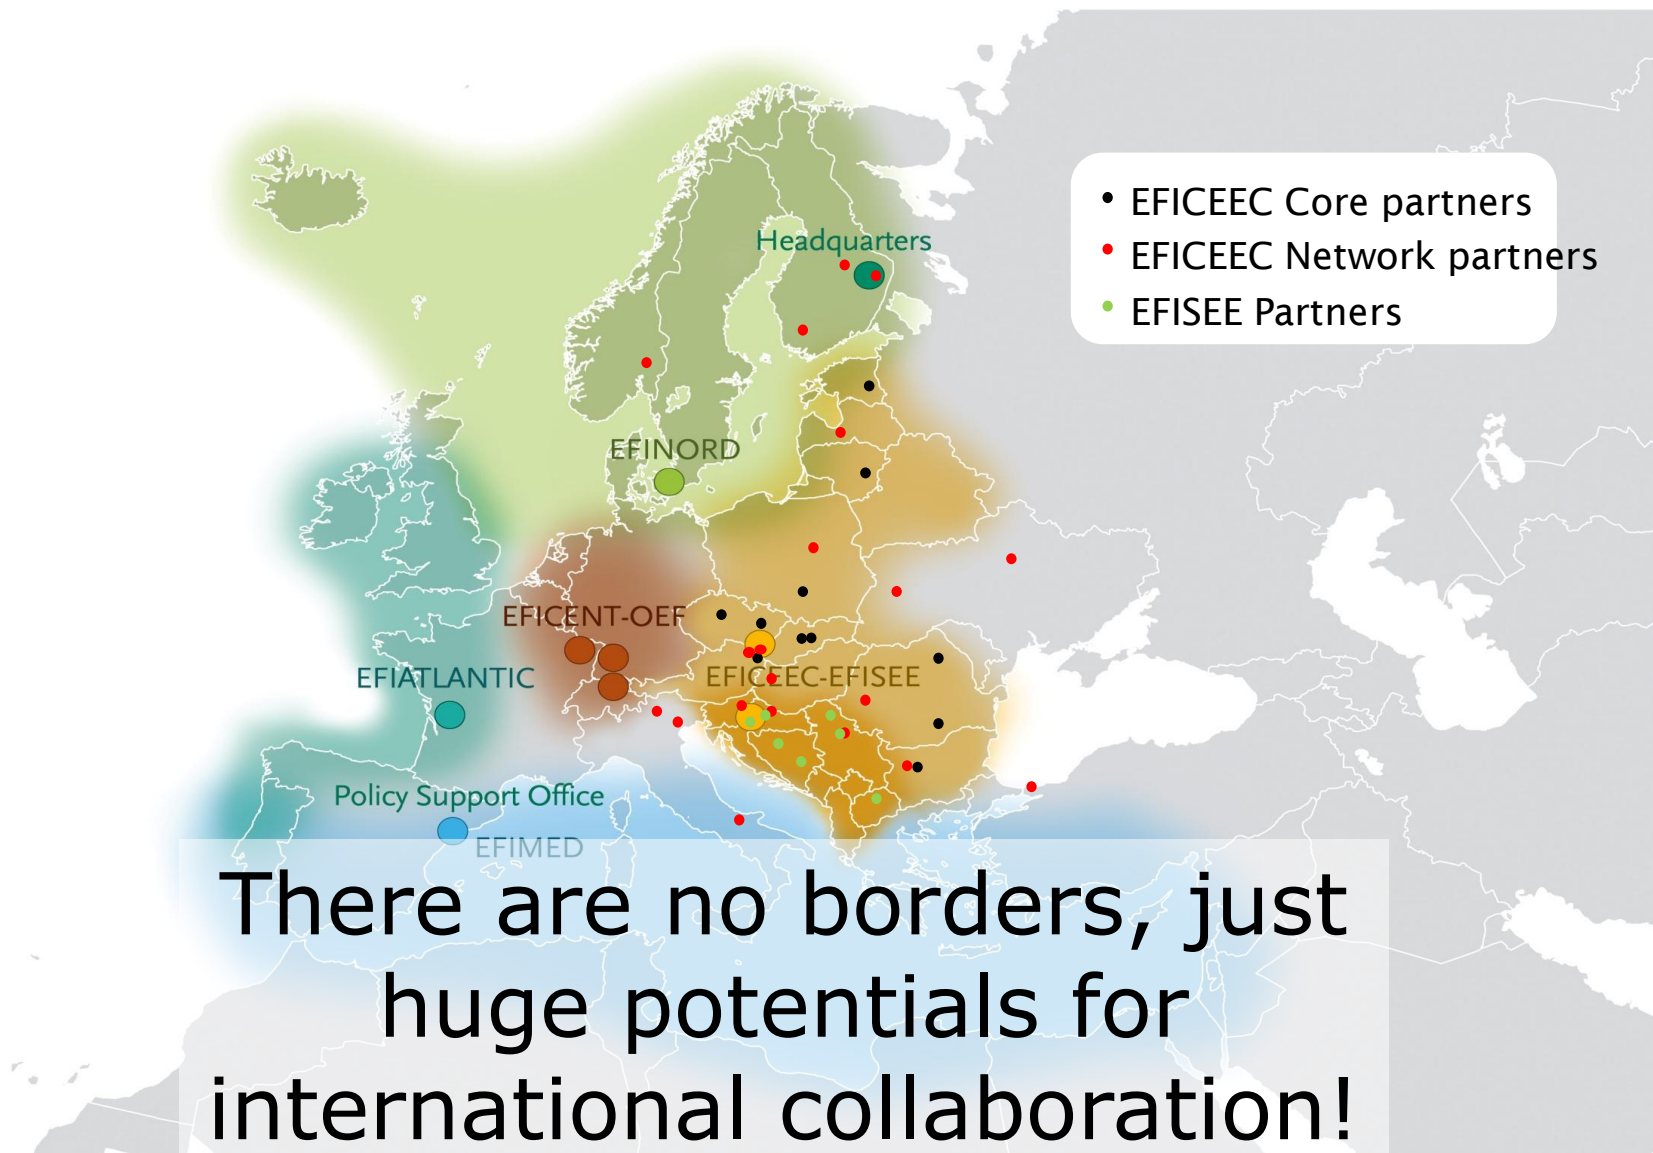 EFICEEC Core partners
EFICEEC Network partners
EFISEE Partners
Headquarters
EFINORD
EFICENT-OEF
EFIATLANTIC
EFICEEC-EFISEE
Policy Support Office
EFIMED
There are no borders, just
huge potentials for
international collaboration!